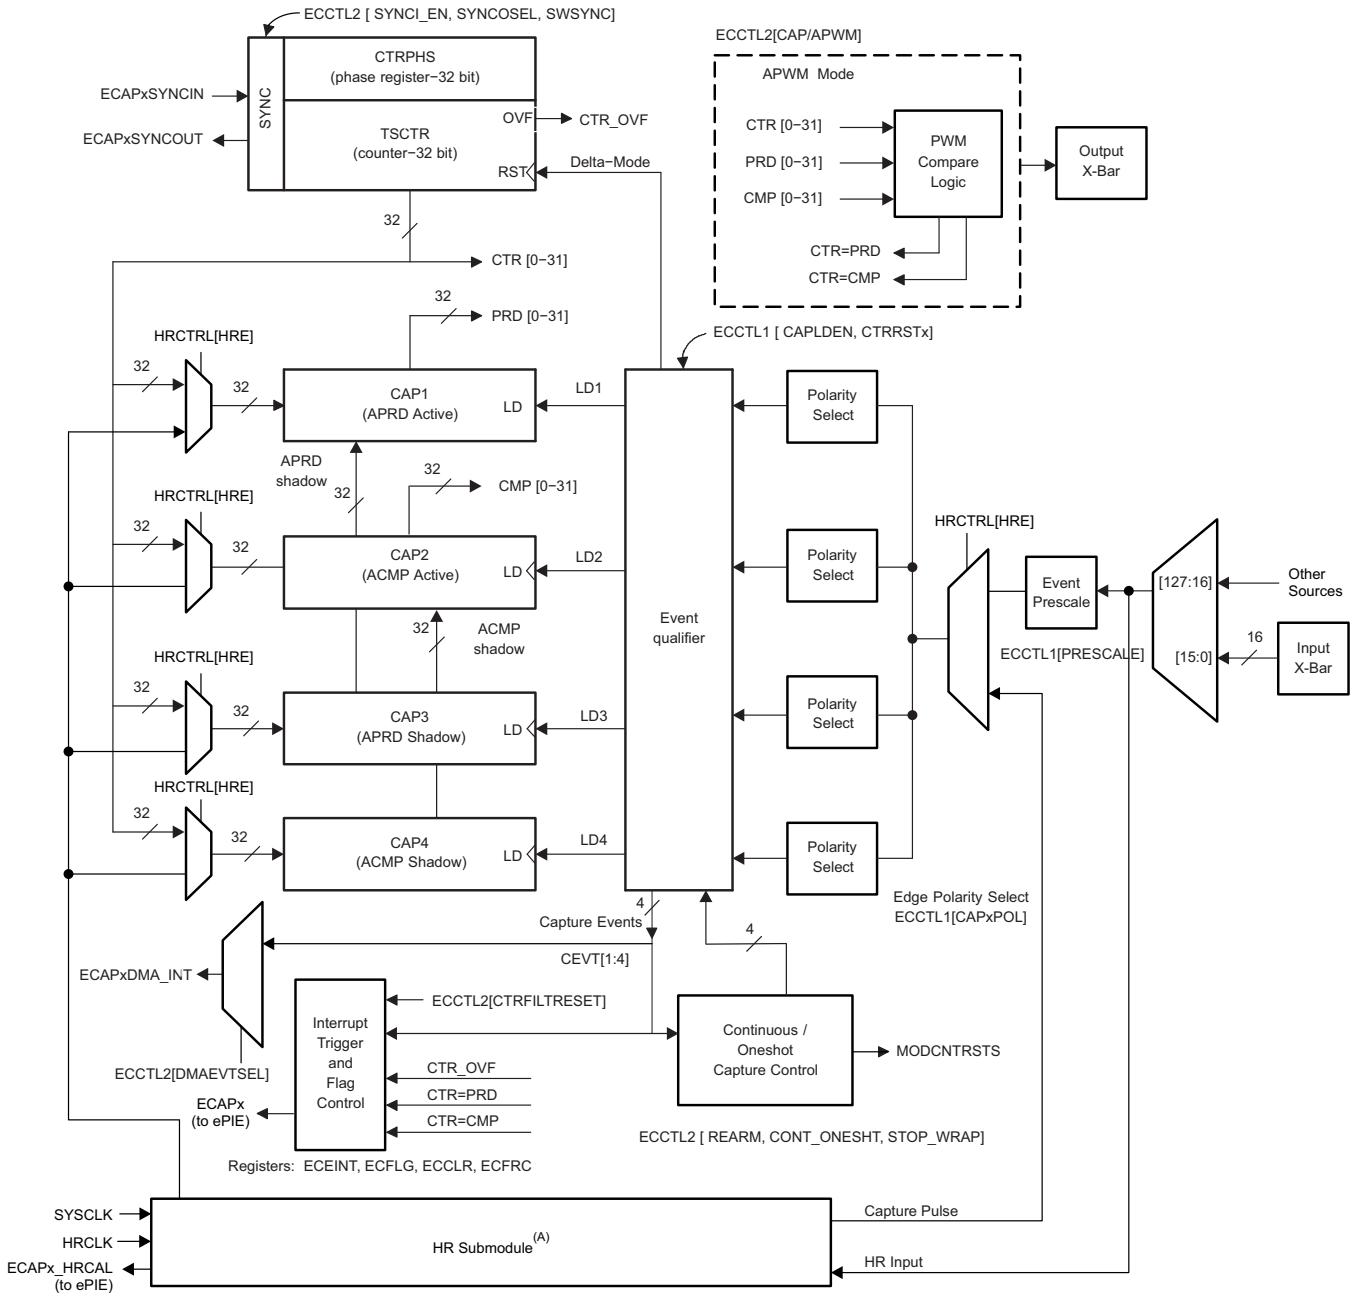 ECCTL2 [ SYNCI_EN, SYNCOSEL, SWSYNC]
CTRPHS
(phase register−32 bit)
SYNC
ECAPxSYNCIN
ECAPxSYNCOUT
TSCTR
(counter−32 bit)
OVF
CTR_OVF
RST
Delta−Mode
32
CTR [0−31]
32
PRD [0−31]
ECCTL2[CAP/APWM]
APWM Mode
CTR [0−31]
PRD [0−31]
CMP [0−31]
PWM
Compare
Logic
Output
X-Bar
CTR=PRD
CTR=CMP
ECCTL1 [ CAPLDEN, CTRRSTx]
HRCTRL[HRE]
32
32
CAP1
(APRD Active)
LD
LD1
Polarity
Select
APRD
shadow
32
32
CMP [0−31]
HRCTRL[HRE]
32
32
CAP2
(ACMP Active)
LD
LD2
Polarity
Select
32
ACMP
shadow
Event
qualifier
HRCTRL[HRE]
Event
Prescale
ECCTL1[PRESCALE]
[127:16]
[15:0]
Other
Sources
16
Input
X-Bar
HRCTRL[HRE]
32
32
CAP3
(APRD Shadow)
LD
LD3
Polarity
Select
HRCTRL[HRE]
32
32
CAP4
(ACMP Shadow)
LD
LD4
Polarity
Select
Edge Polarity Select
ECCTL1[CAPxPOL]
4
Capture Events
CEVT[1:4]
4
ECAPxDMA_INT
ECCTL2[DMAEVTSEL]
Interrupt
Trigger
and
Flag
Control
ECCTL2[CTRFILTRESET]
CTR_OVF
CTR=PRD
CTR=CMP
ECAPx
(to ePIE)
Continuous /
Oneshot
Capture Control
MODCNTRSTS
ECCTL2 [ REARM, CONT_ONESHT, STOP_WRAP]
Registers: ECEINT, ECFLG, ECCLR, ECFRC
SYSCLK
HRCLK
ECAPx_HRCAL
(to ePIE)
HR Submodule(A)
Capture Pulse
HR Input